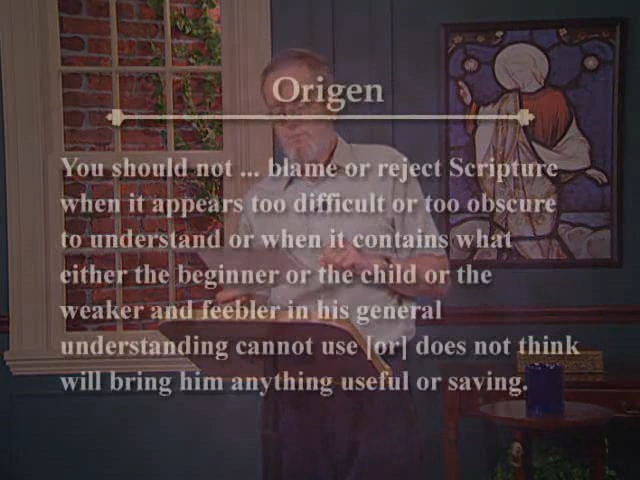 Origen
You should not ... blame or reject Scripture
when it appears too difficult or too obscure
to understand or when it contains what
either the beginner or the child or the
weaker and feebler in his general
understanding cannot use [or] does not think
will bring him anything useful or saving.